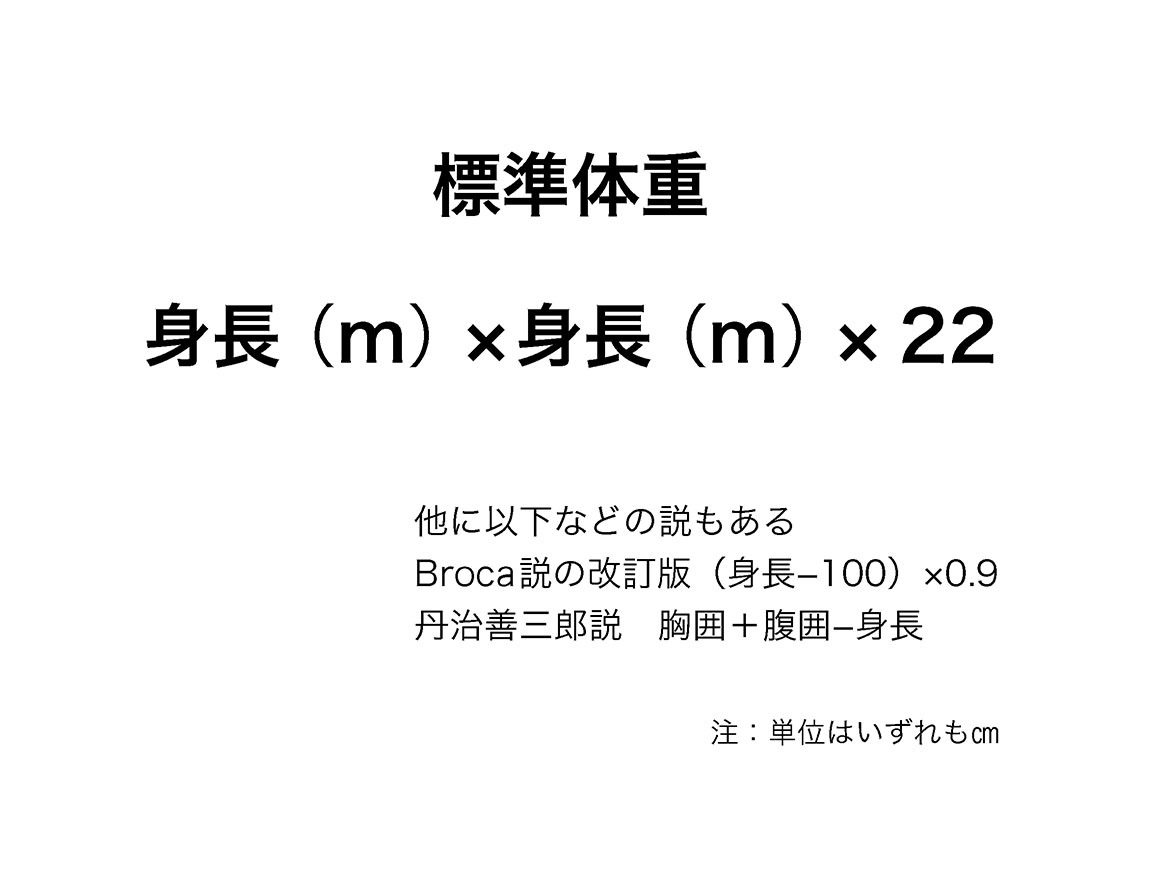 標準体重
身長（m）×身長（m）× 22
他に以下などの説もある
Broca説の改訂版（身長–100）×0.9
丹治善三郎説　胸囲＋腹囲–身長
注：単位はいずれも㎝